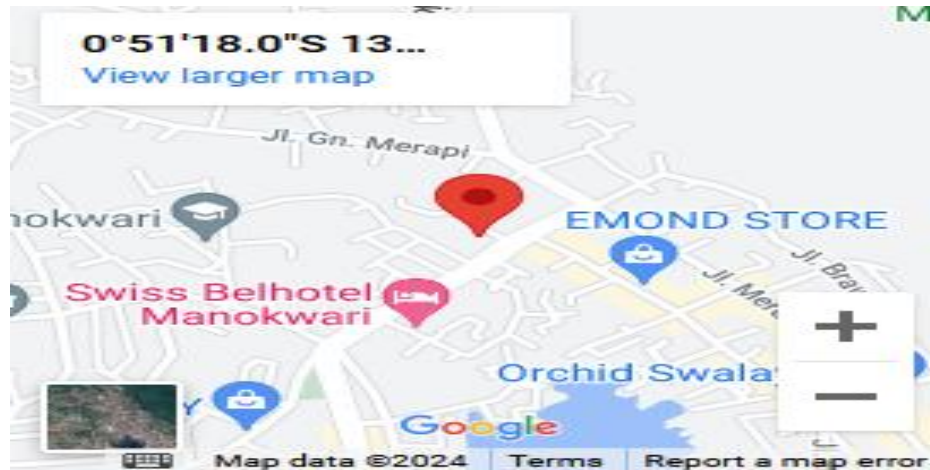 0°51'18.0"S 13...
View larger map
M
Jl. Gn. Merapi
nokwari
EMOND STORE
Jl. Braw
Jl. Mer
Swiss Belhotel
Manokwari
Orchid Swala
Y
Google
Map data ©2024
Terms
Report a map error